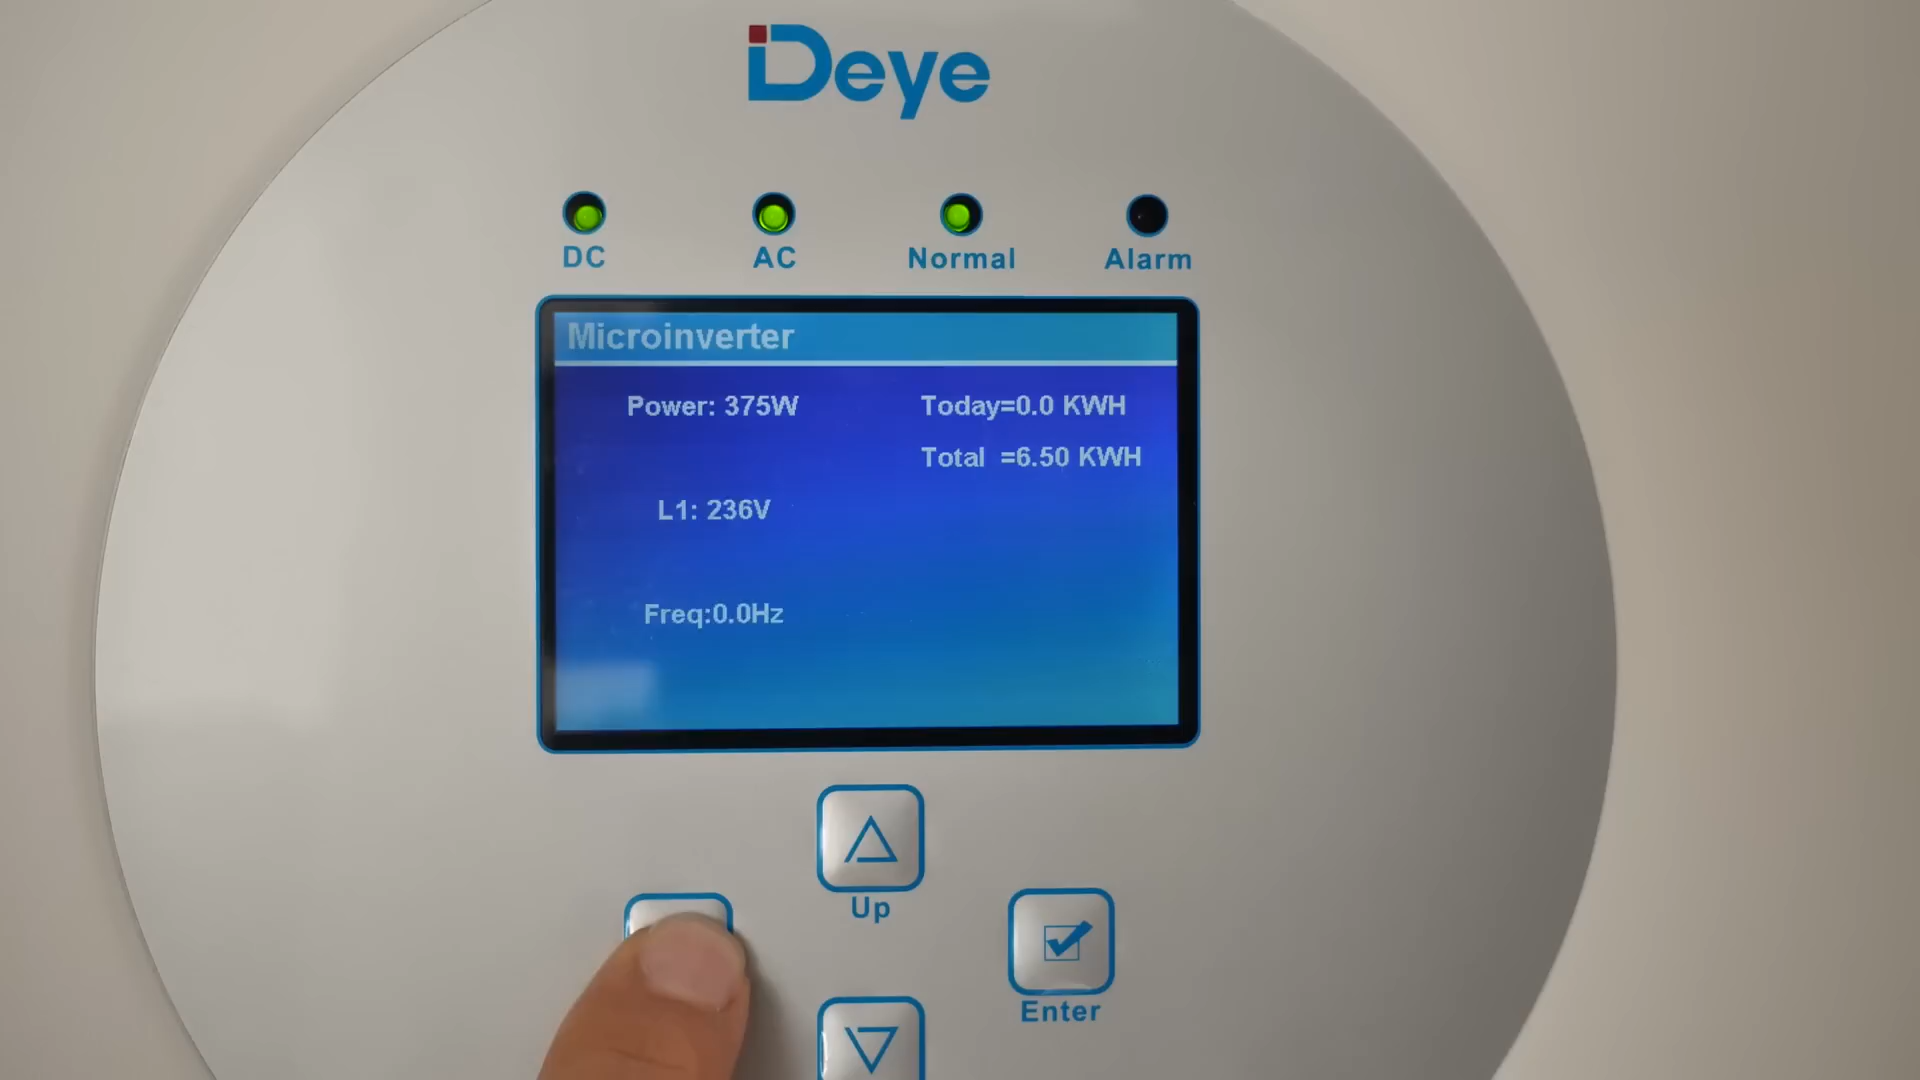 Deye
DC
AC
Normal
Alarm
Microinverter
Power: 375W
Today=0.0 KWH
Total =6.50 KWH
L1: 236V
Freq:0.0Hz
Up
Enter